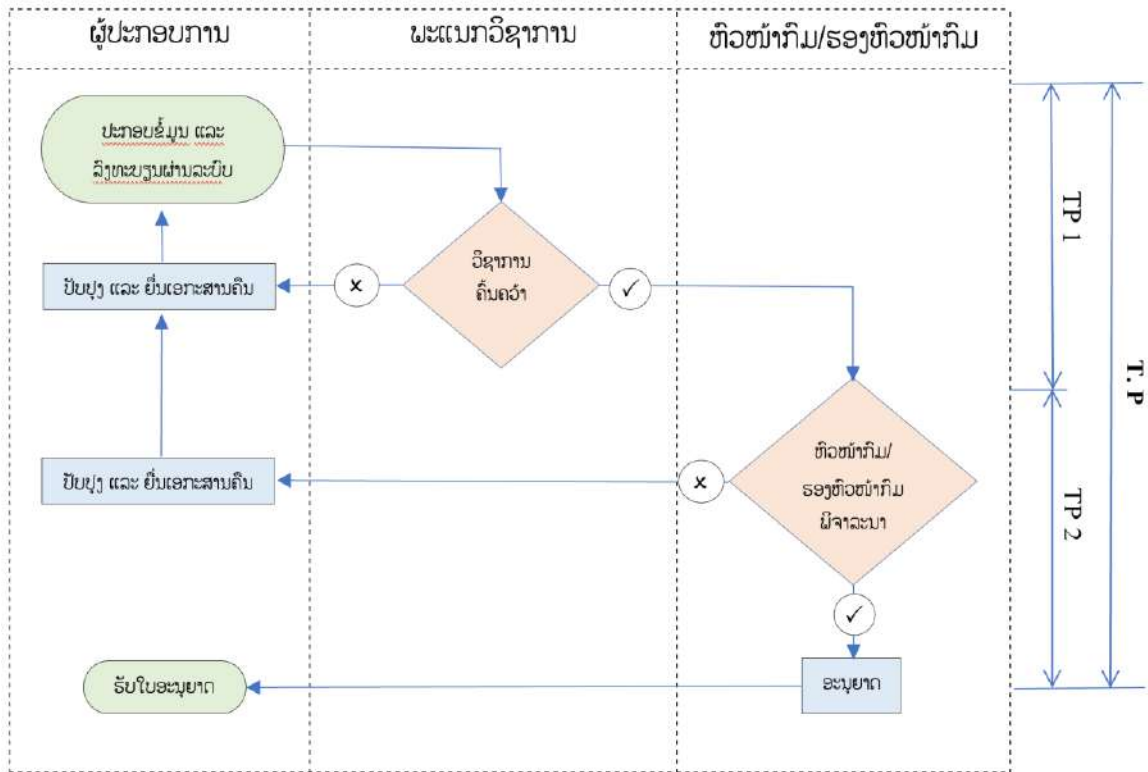 ຜູ້ປະກອບການ
ພະແນກວິຊາການ
ຫົວໜ້າກົມ/ຮອງຫົວໜ້າກົມ
ປະກອບຂໍ້ມູນ ແລະ
ລົງທະບຽນຜ່ານລະບົບ
TP 1
ວິຊາການ
ຄົ້ນຄວ້າ
ປັບປຸງ ແລະ ຍື່ນເອກະສານຄືນ
x
✓
T. P
ຫົວໜ້າກົມ/
ຮອງຫົວໜ້າກົມ
ພິຈາລະນາ
ປັບປຸງ ແລະ ຍື່ນເອກະສານຄືນ
x
TP 2
✓
ຮັບໃບອະນຸຍາດ
ອະນຸຍາດ